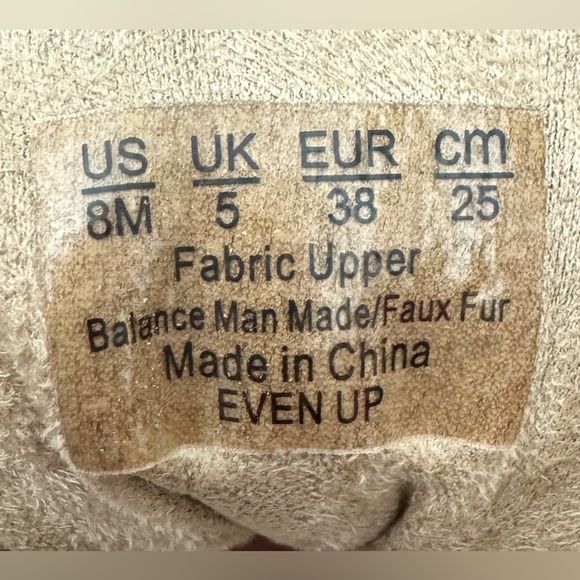 US UK EUR cm
8M 5 38 25
Fabric Upper
Balance Man Made/Faux Fur
Made in China
EVEN UP